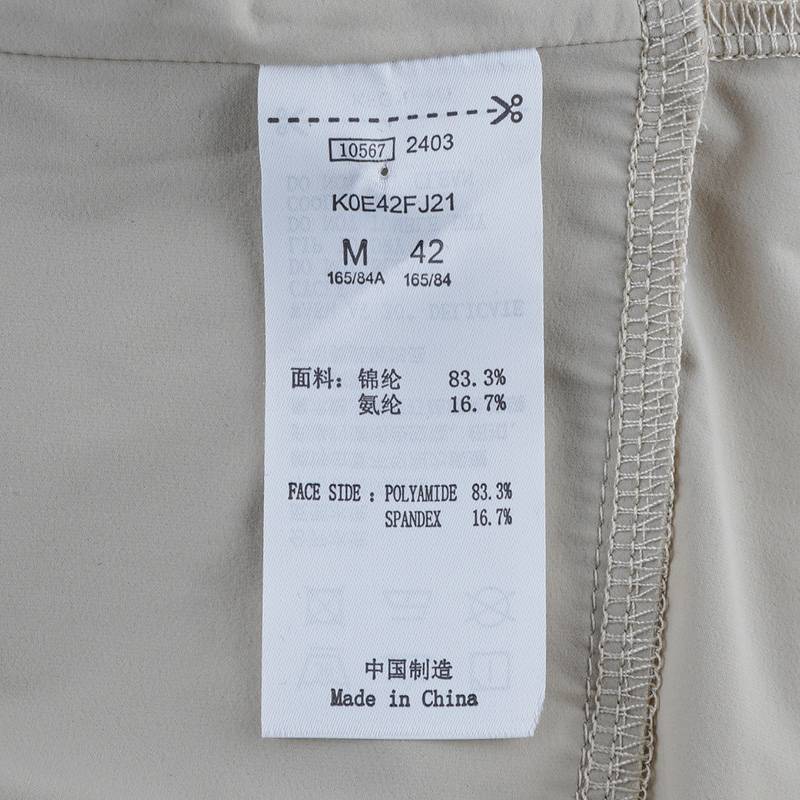 10567 2403
K0E42FJ21
M 42
165/84A 165/84
面料：锦纶 83.3%
氨纶 16.7%
FACE SIDE : POLYAMIDE 83.3%
SPANDEX 16.7%
中国制造
Made in China